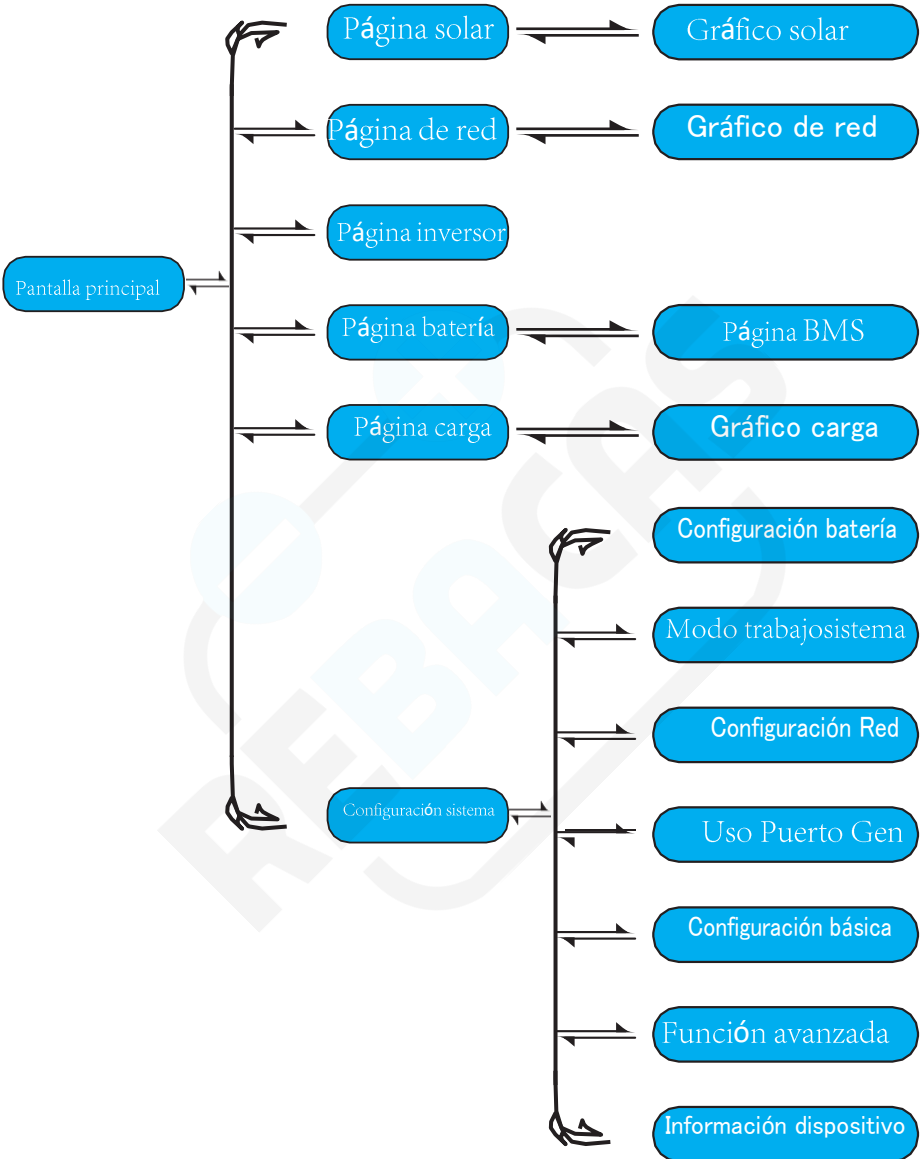 Página solar
Gráfico solar
Página de red
Gráfico de red
Página inversor
Pantalla principal
Página batería
Página BMS
Página carga
Gráfico carga
Configuración batería
Modo trabajosistema
Configuración Red
Configuración sistema
Uso Puerto Gen
Configuración básica
Función avanzada
Información dispositivo
REBACAS